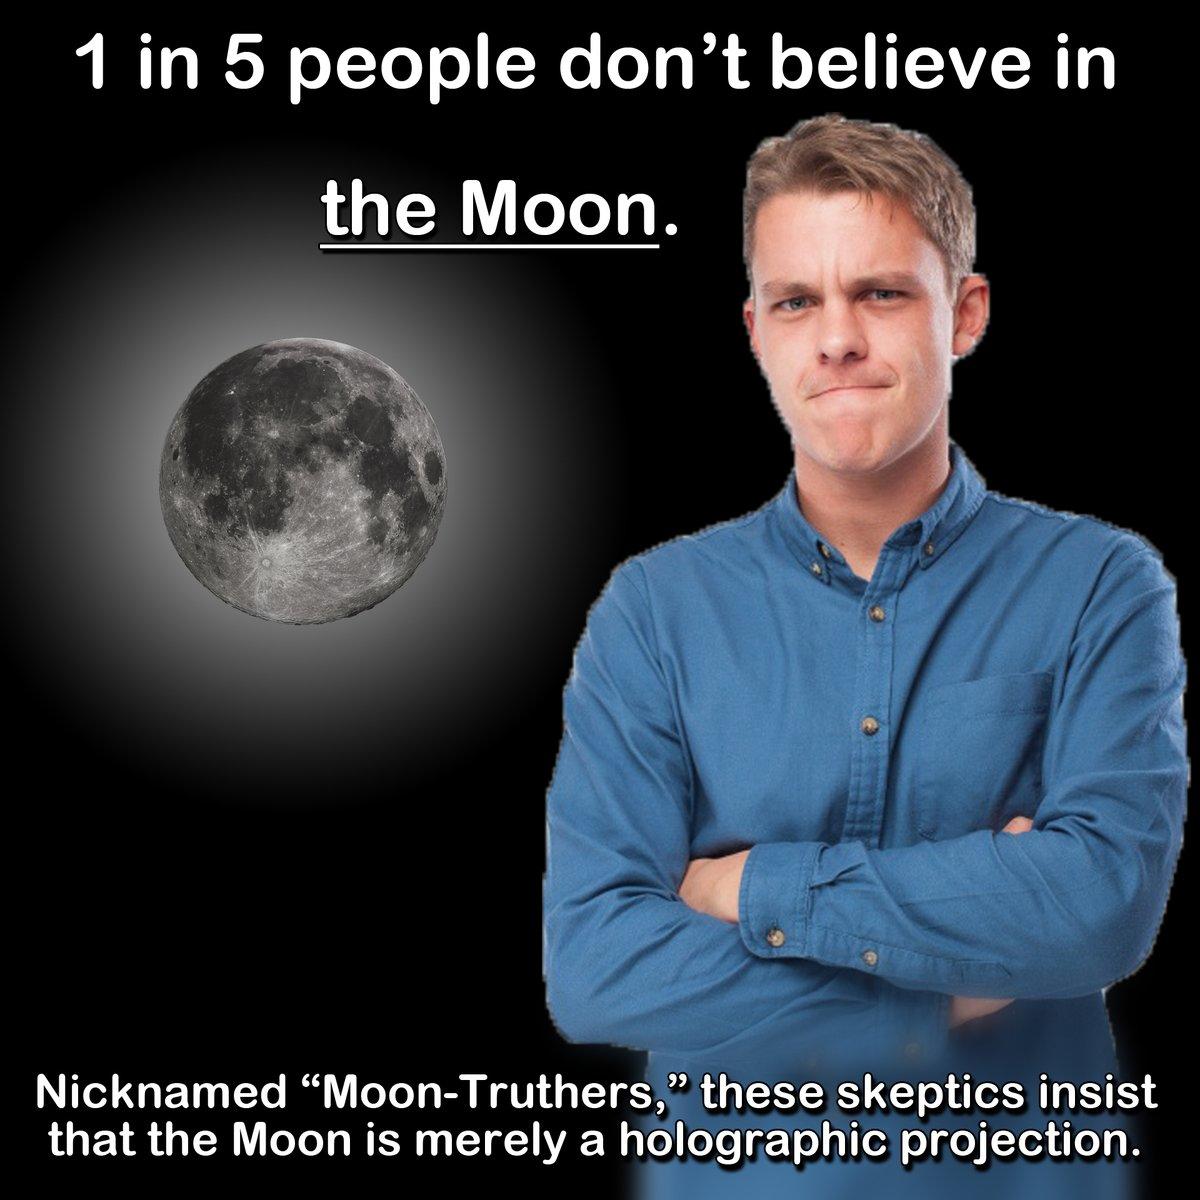 1 in 5 people don’t believe in
the Moon.
Nicknamed “Moon-Truthers,” these skeptics insist
that the Moon is merely a holographic projection.